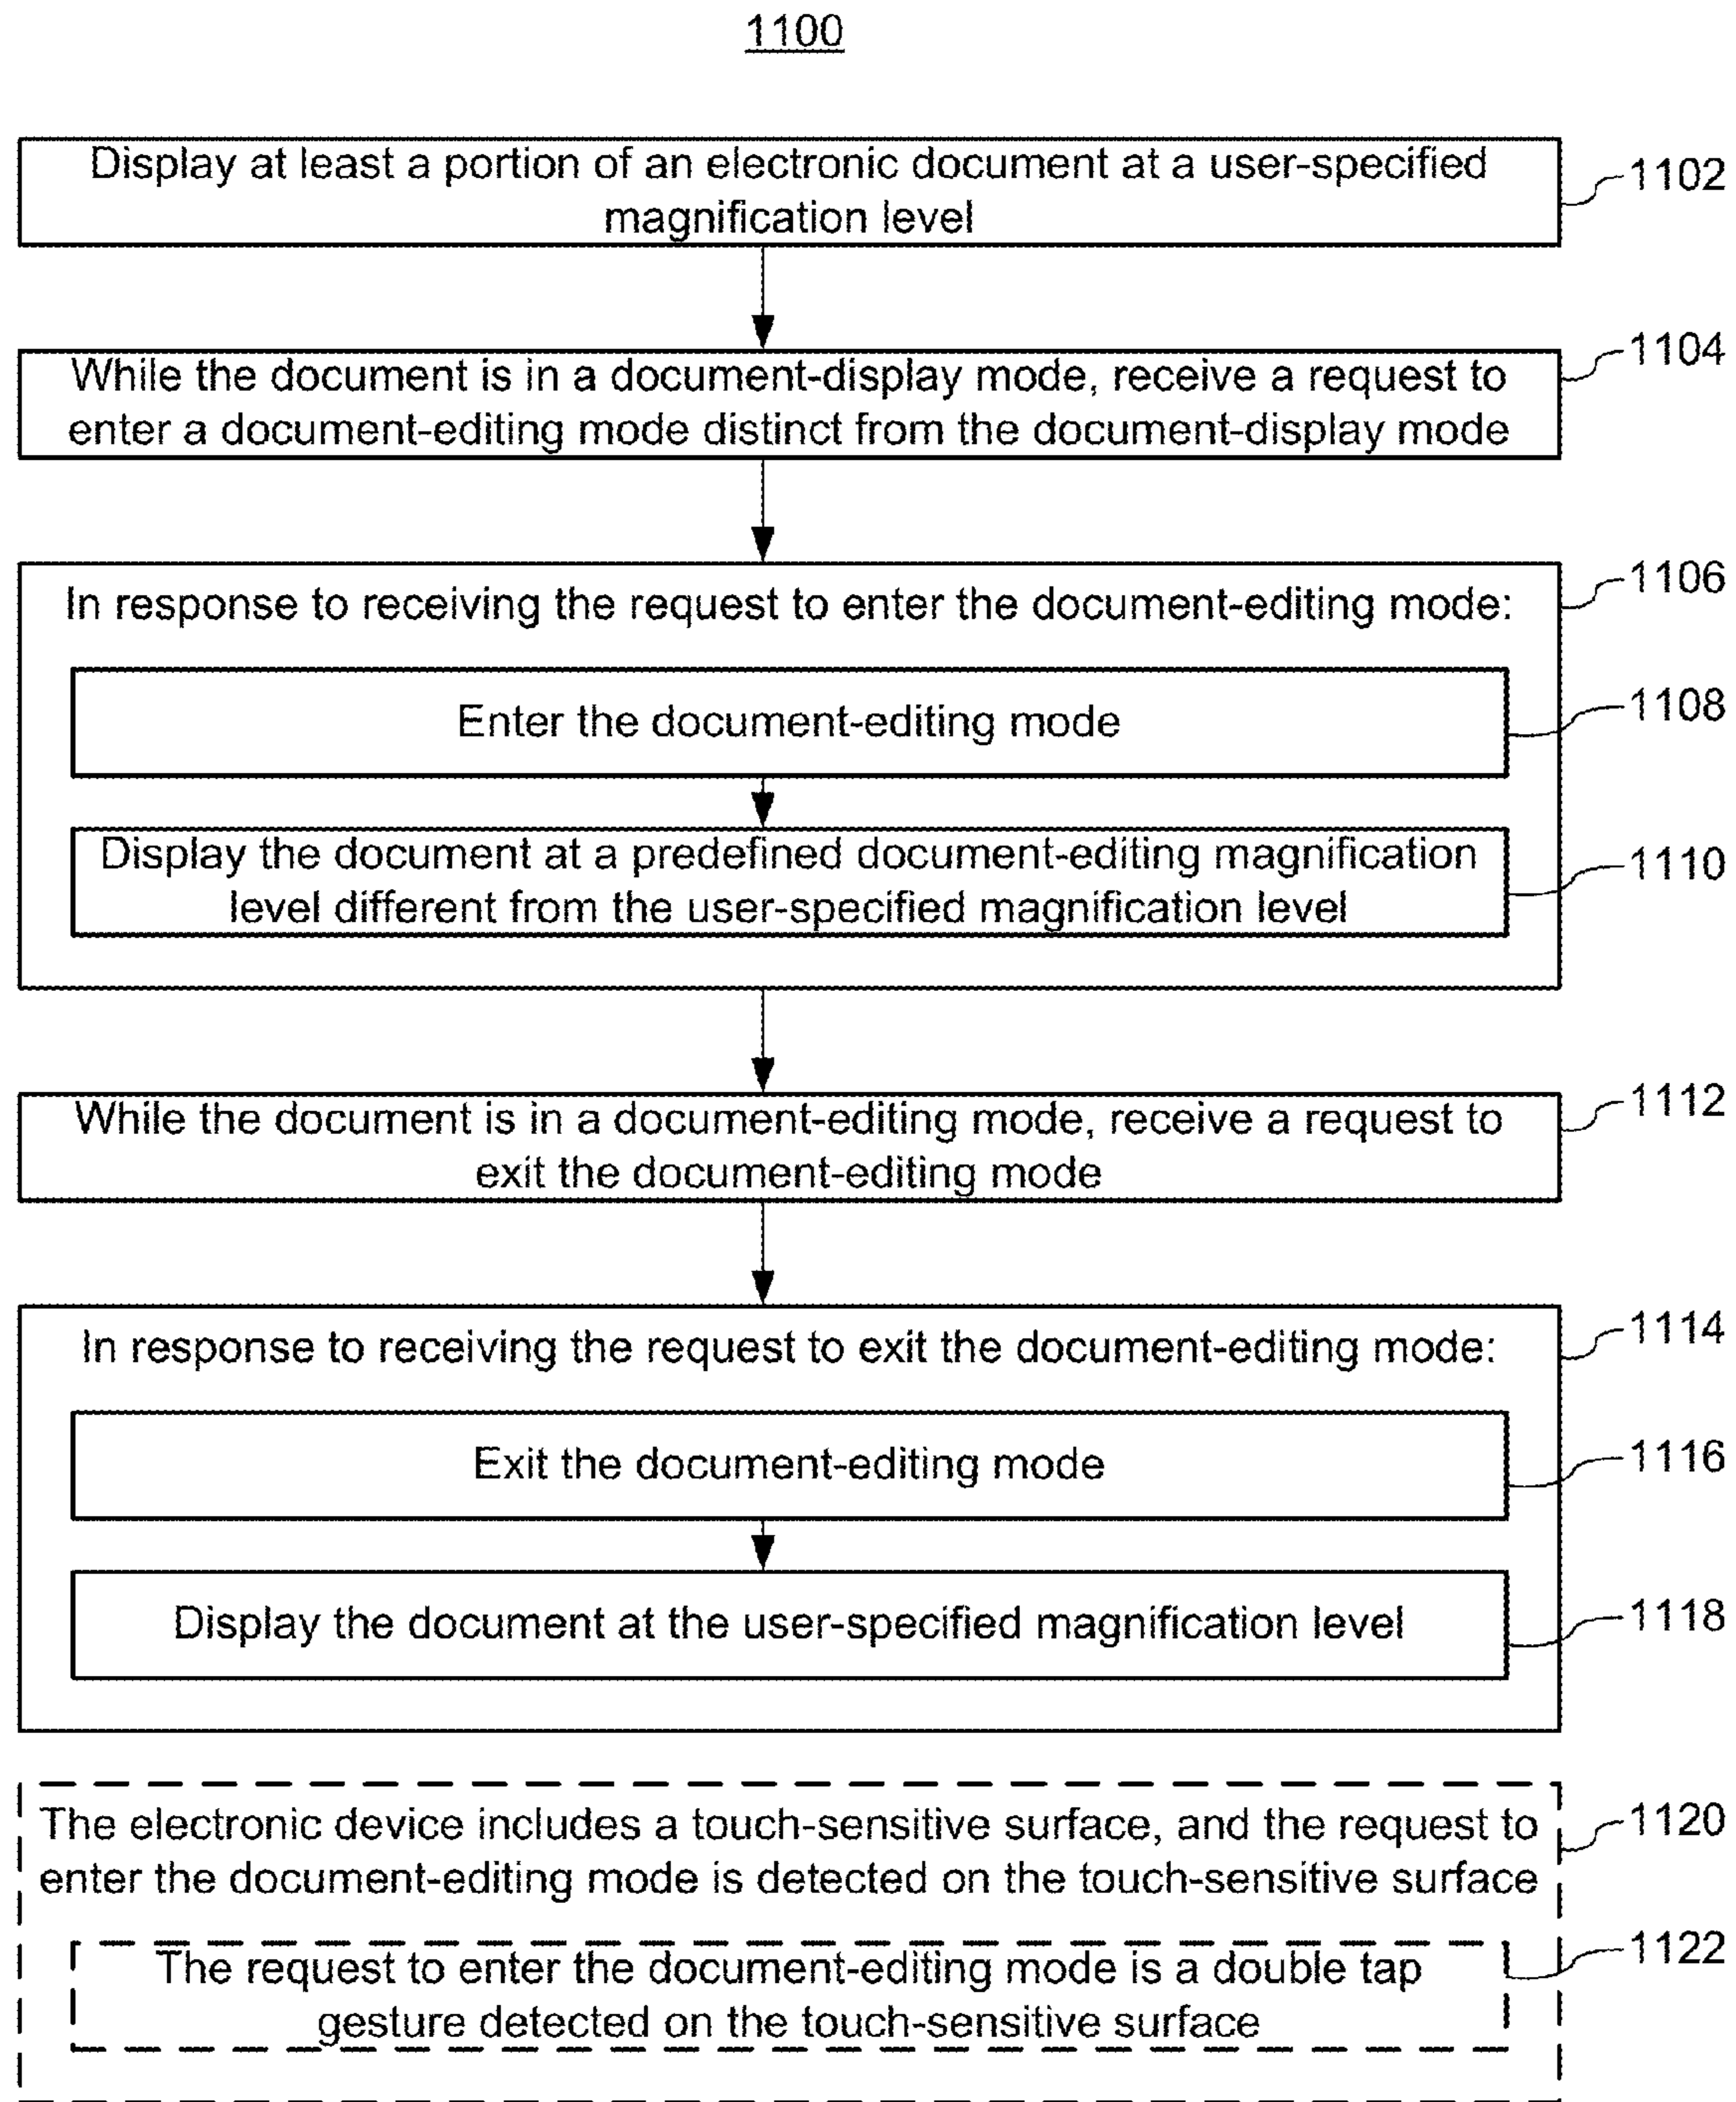 1100
Display at least a portion of an electronic document at a user-specified
magnification level
1102
While the document is in a document-display mode, receive a request to
enter a document-editing mode distinct from the document-display mode
1104
In response to receiving the request to enter the document-editing mode:
1106
Enter the document-editing mode
1108
Display the document at a predefined document-editing magnification
level different from the user-specified magnification level
1110
While the document is in a document-editing mode, receive a request to
exit the document-editing mode
1112
In response to receiving the request to exit the document-editing mode:
1114
Exit the document-editing mode
1116
Display the document at the user-specified magnification level
1118
The electronic device includes a touch-sensitive surface, and the request to
enter the document-editing mode is detected on the touch-sensitive surface
1120
The request to enter the document-editing mode is a double tap
gesture detected on the touch-sensitive surface
1122